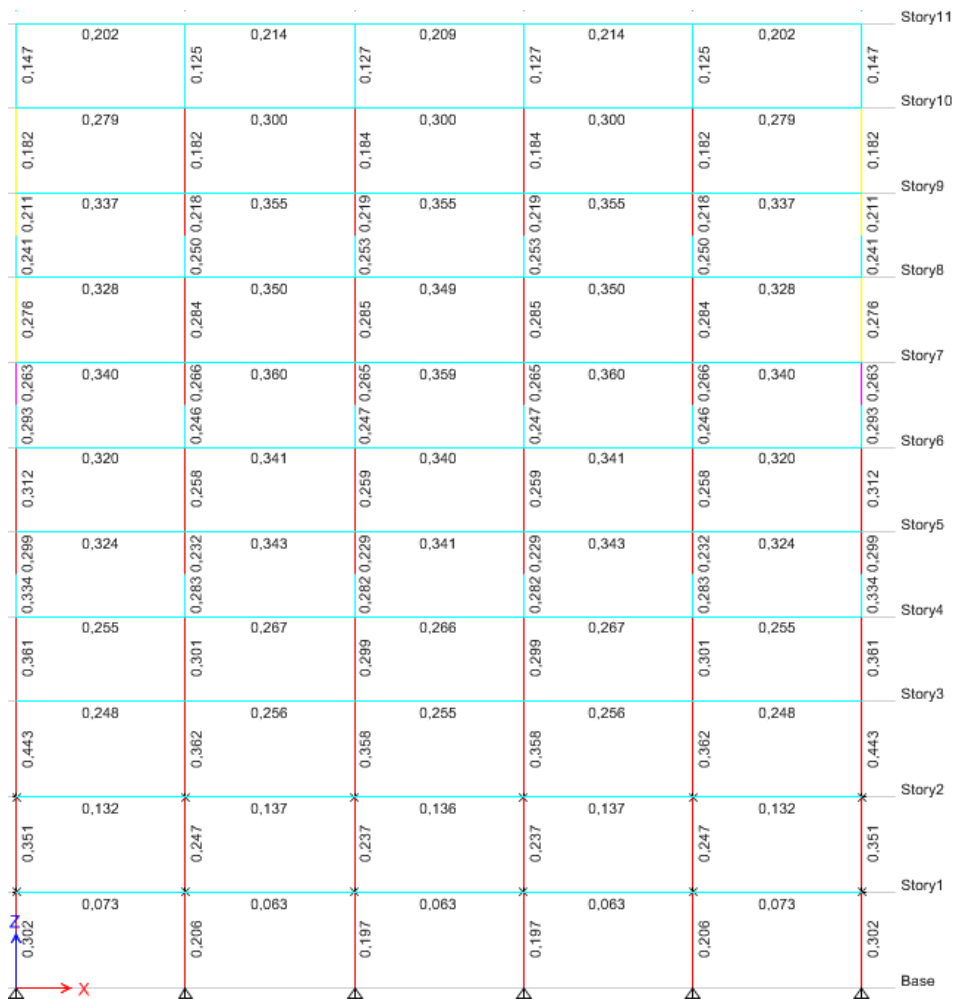 Story11
0,202 0,214 0,209 0,214 0,202
0,147 0,125 0,127 0,127 0,125 0,147
Story10
0,279 0,300 0,300 0,300 0,279
0,182 0,182 0,184 0,184 0,182 0,182
Story9
0,337 0,355 0,355 0,355 0,337
0,211 0,218 0,219 0,219 0,218 0,211
0,241 0,250 0,253 0,253 0,250 0,241
Story8
0,328 0,350 0,349 0,350 0,328
0,276 0,284 0,285 0,285 0,284 0,276
Story7
0,340 0,360 0,359 0,360 0,340
0,263 0,266 0,265 0,265 0,266 0,263
0,293 0,246 0,247 0,247 0,246 0,293
Story6
0,320 0,341 0,340 0,341 0,320
0,312 0,258 0,259 0,259 0,258 0,312
Story5
0,324 0,343 0,341 0,343 0,324
0,299 0,232 0,229 0,229 0,232 0,299
0,334 0,283 0,282 0,282 0,283 0,334
Story4
0,255 0,267 0,266 0,267 0,255
0,361 0,301 0,299 0,299 0,301 0,361
Story3
0,248 0,256 0,255 0,256 0,248
0,443 0,362 0,358 0,358 0,362 0,443
Story2
0,132 0,137 0,136 0,137 0,132
0,351 0,247 0,237 0,237 0,247 0,351
Story1
0,073 0,063 0,063 0,063 0,073
0,302 0,206 0,197 0,197 0,206 0,302
Z
X
Base